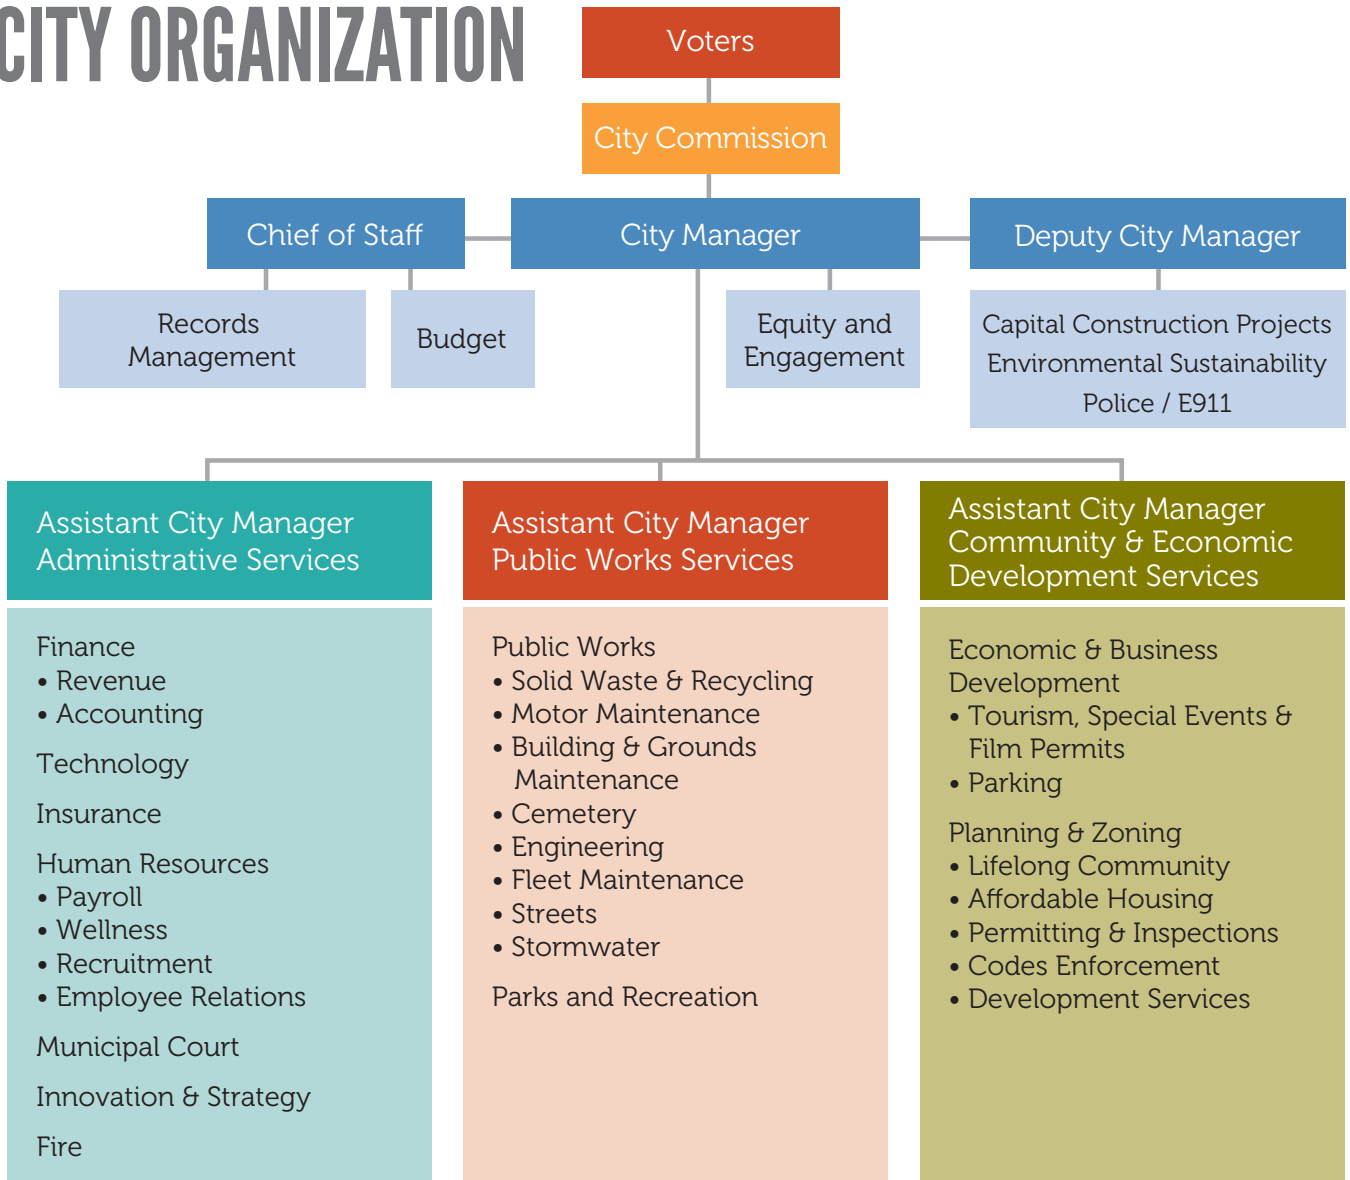 CITY ORGANIZATION
Voters
City Commission
Chief of Staff
City Manager
Deputy City Manager
Records
Management
Budget
Equity and
Engagement
Capital Construction Projects
Environmental Sustainability
Police / E911
Assistant City Manager
Administrative Services
Finance
• Revenue
• Accounting
Technology
Insurance
Human Resources
• Payroll
• Wellness
• Recruitment
• Employee Relations
Municipal Court
Innovation & Strategy
Fire
Assistant City Manager
Public Works Services
Public Works
• Solid Waste & Recycling
• Motor Maintenance
• Building & Grounds
Maintenance
• Cemetery
• Engineering
• Fleet Maintenance
• Streets
• Stormwater
Parks and Recreation
Assistant City Manager
Community & Economic
Development Services
Economic & Business
Development
• Tourism, Special Events &
Film Permits
• Parking
Planning & Zoning
• Lifelong Community
• Affordable Housing
• Permitting & Inspections
• Codes Enforcement
• Development Services